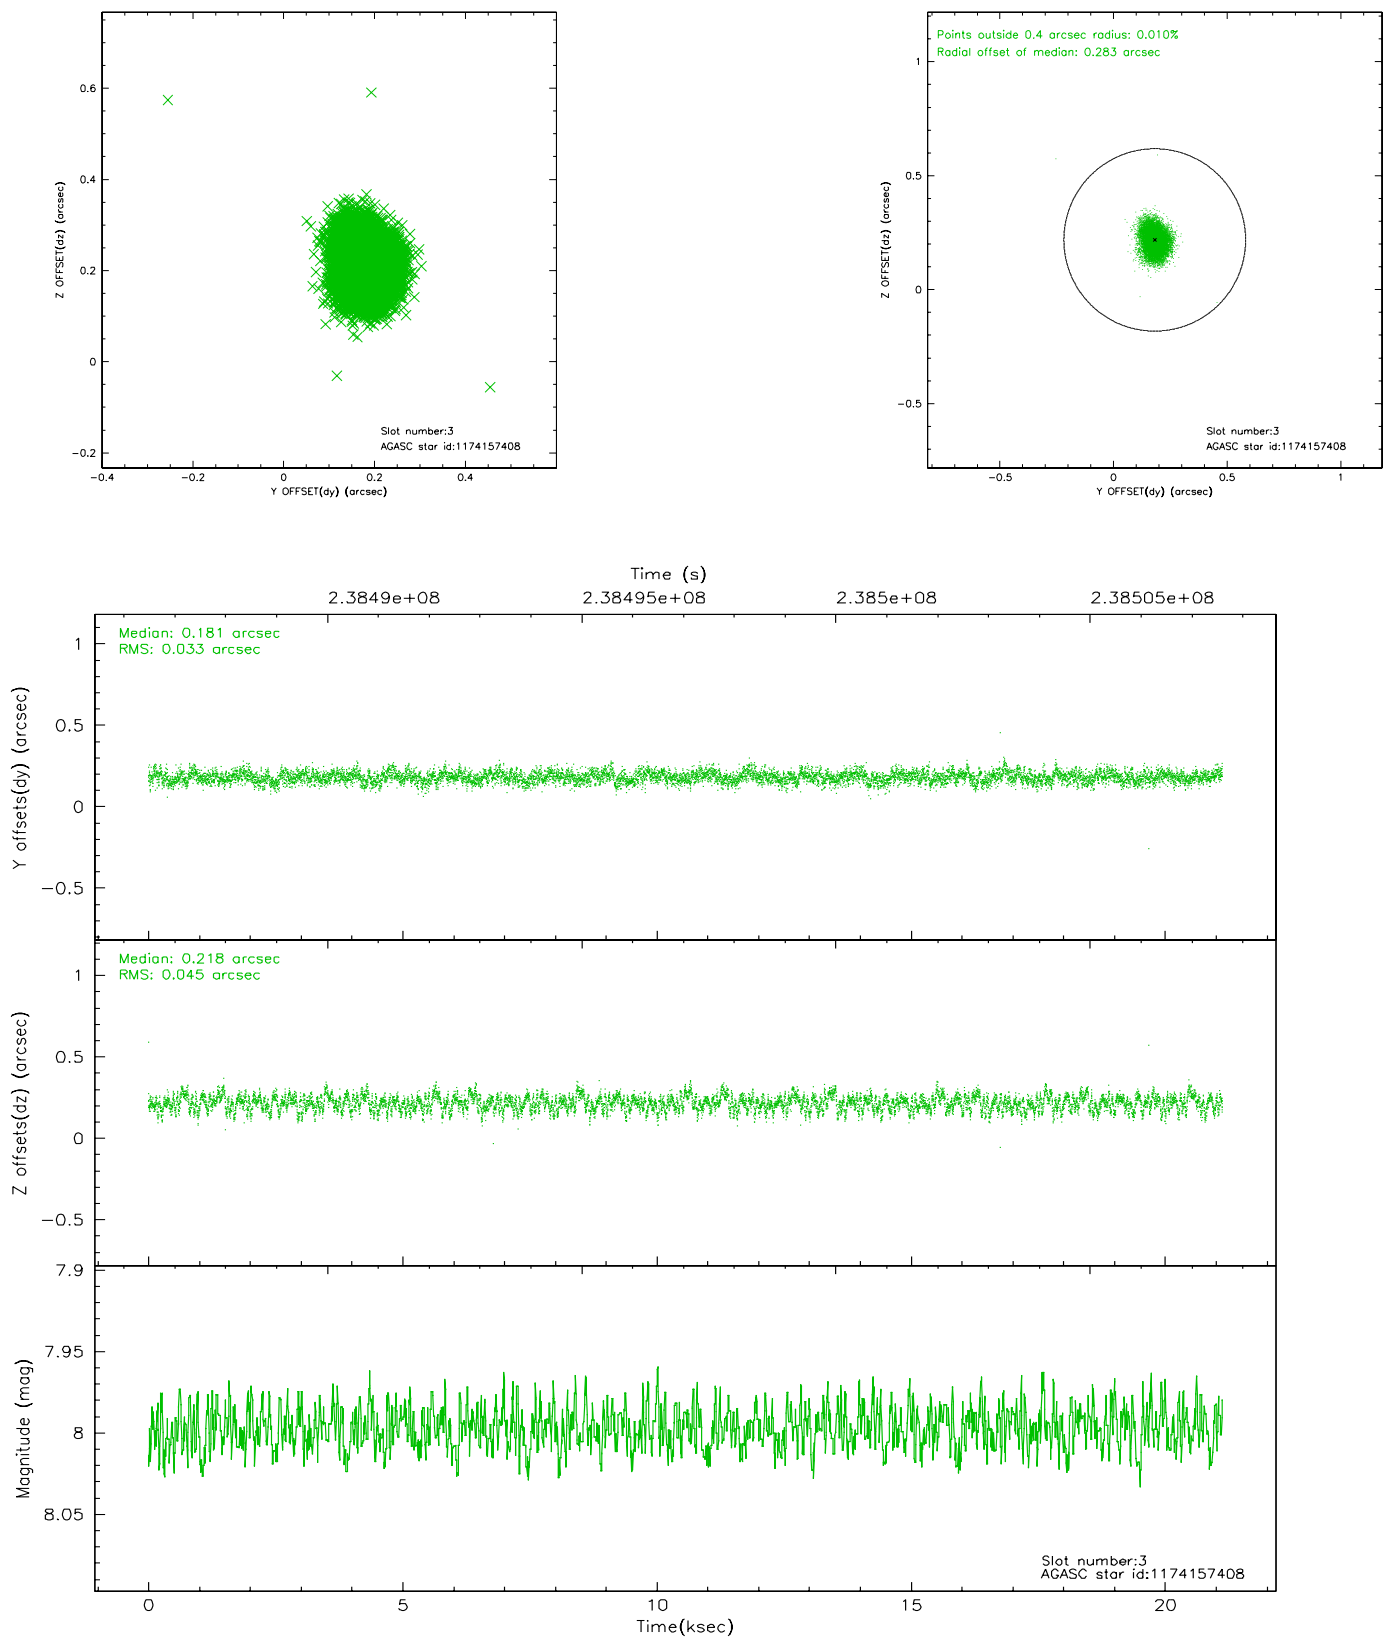 0.6
0.4
0.2
0
-0.2
-0.4
-0.2
0
0.2
0.4
Z OFFSET(dz) (arcsec)
Y OFFSET(dy) (arcsec)
Slot number:3
AGASC star id:1174157408
Points outside 0.4 arcsec radius: 0.010%
Radial offset of median: 0.283 arcsec
1
0.5
0
-0.5
-0.5
0
0.5
1
Z OFFSET(dz) (arcsec)
Y OFFSET(dy) (arcsec)
Slot number:3
AGASC star id:1174157408
Time (s)
2.3849e+08
2.38495e+08
2.385e+08
2.38505e+08
Median: 0.181 arcsec
RMS: 0.033 arcsec
1
0.5
0
-0.5
Y offsets(dy) (arcsec)
Median: 0.218 arcsec
RMS: 0.045 arcsec
1
0.5
0
-0.5
Z offsets(dz) (arcsec)
7.9
7.95
8
8.05
Magnitude (mag)
Slot number:3
AGASC star id:1174157408
0
5
10
15
20
Time(ksec)